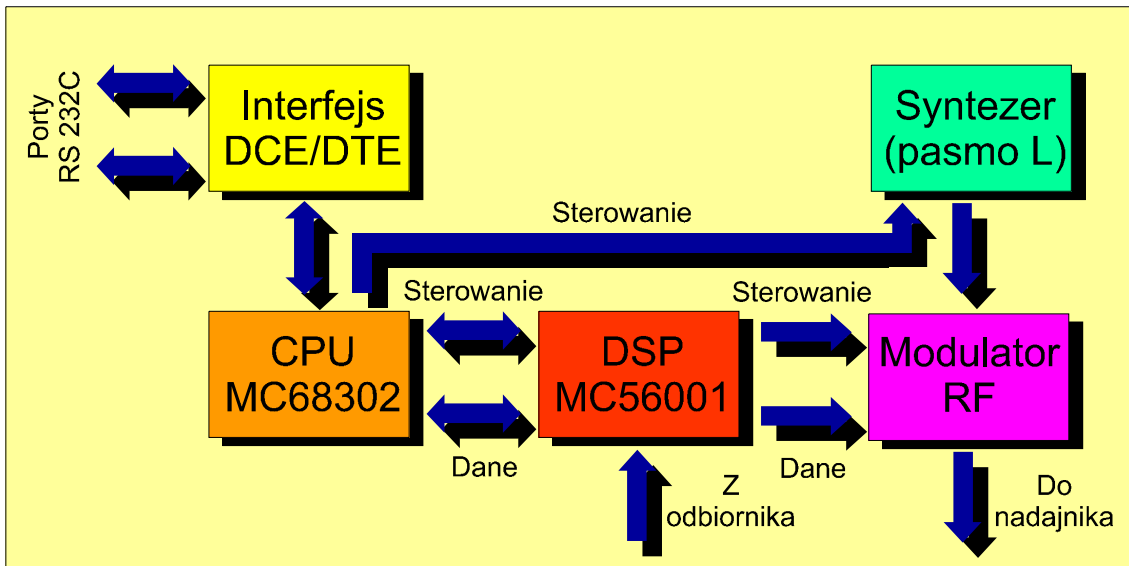 Porty
RS 232C
Interfejs
DCE/DTE
Syntezer
(pasmo L)
Sterowanie
Sterowanie
Sterowanie
CPU
MC68302
DSP
MC56001
Modulator
RF
Dane
Dane
Z
odbiornika
Do
nadajnika